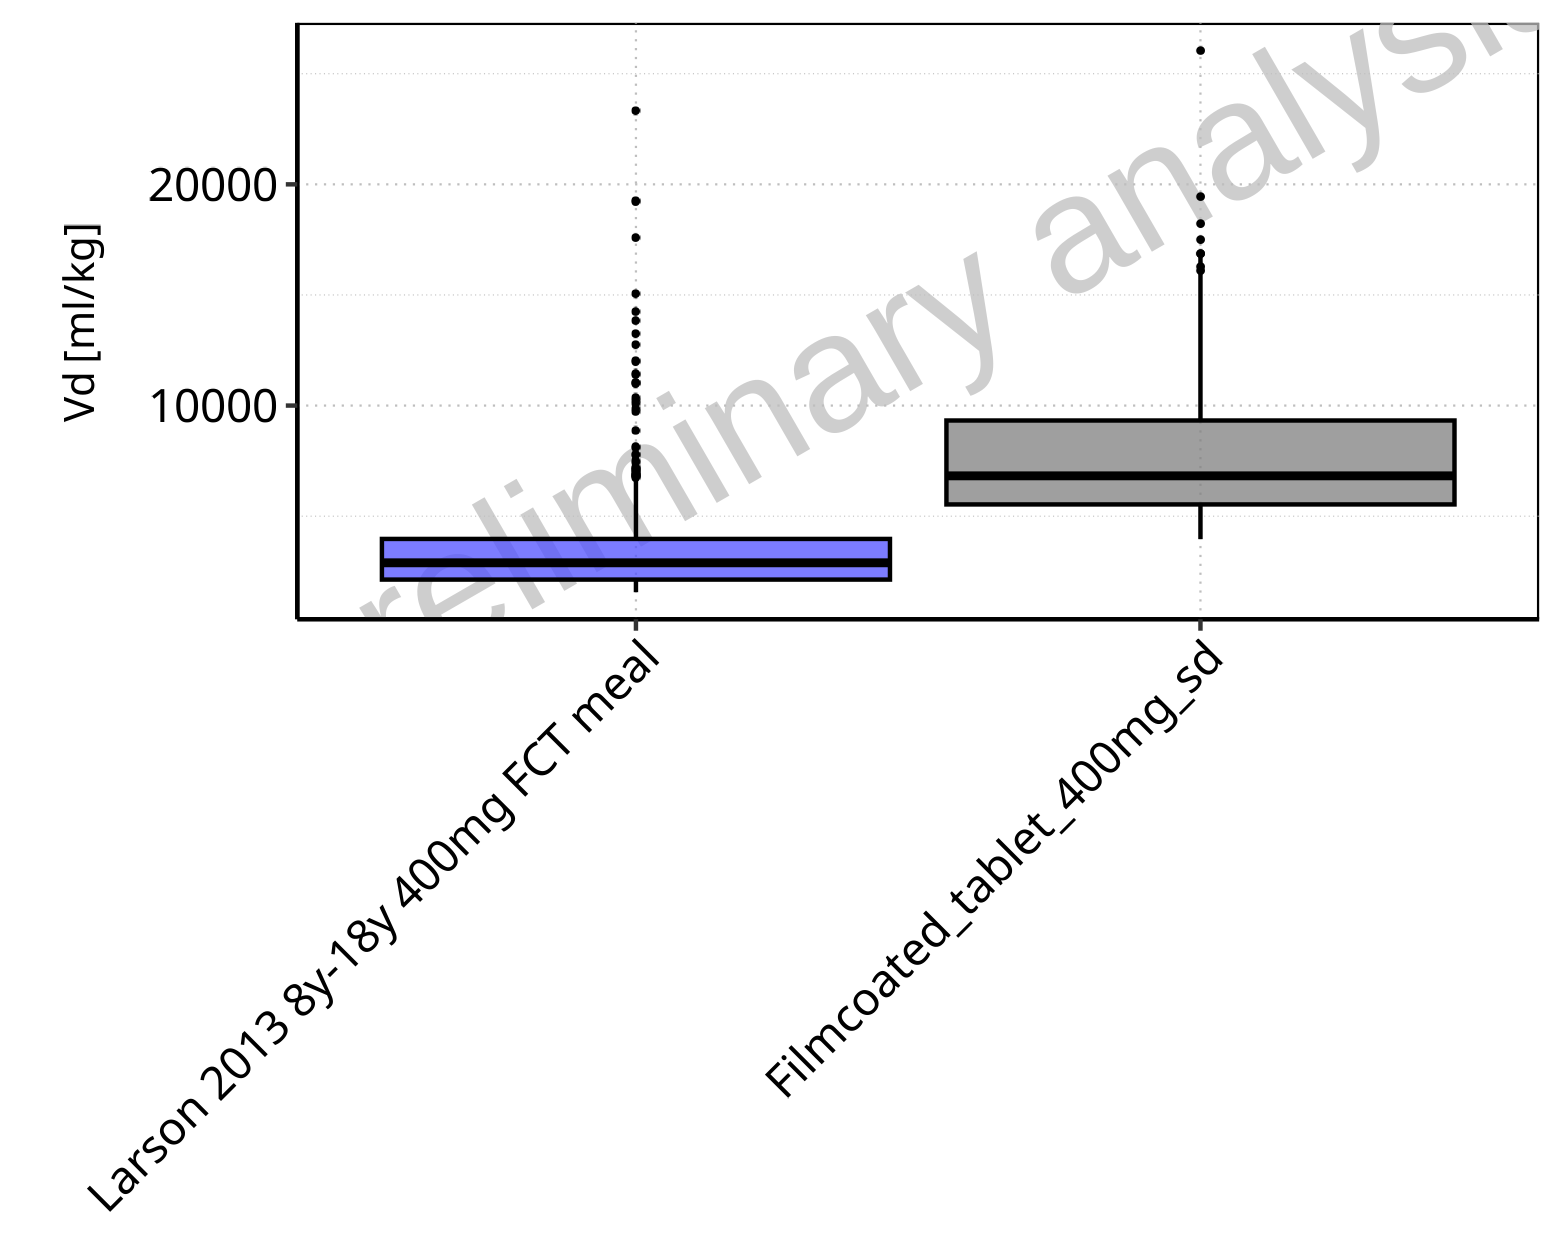 20000
10000
Vd [ml/kg]
Larson 2013 8y-18y 400mg FCT meal
Filmcoated_tablet_400mg_sd
reliminary analysis